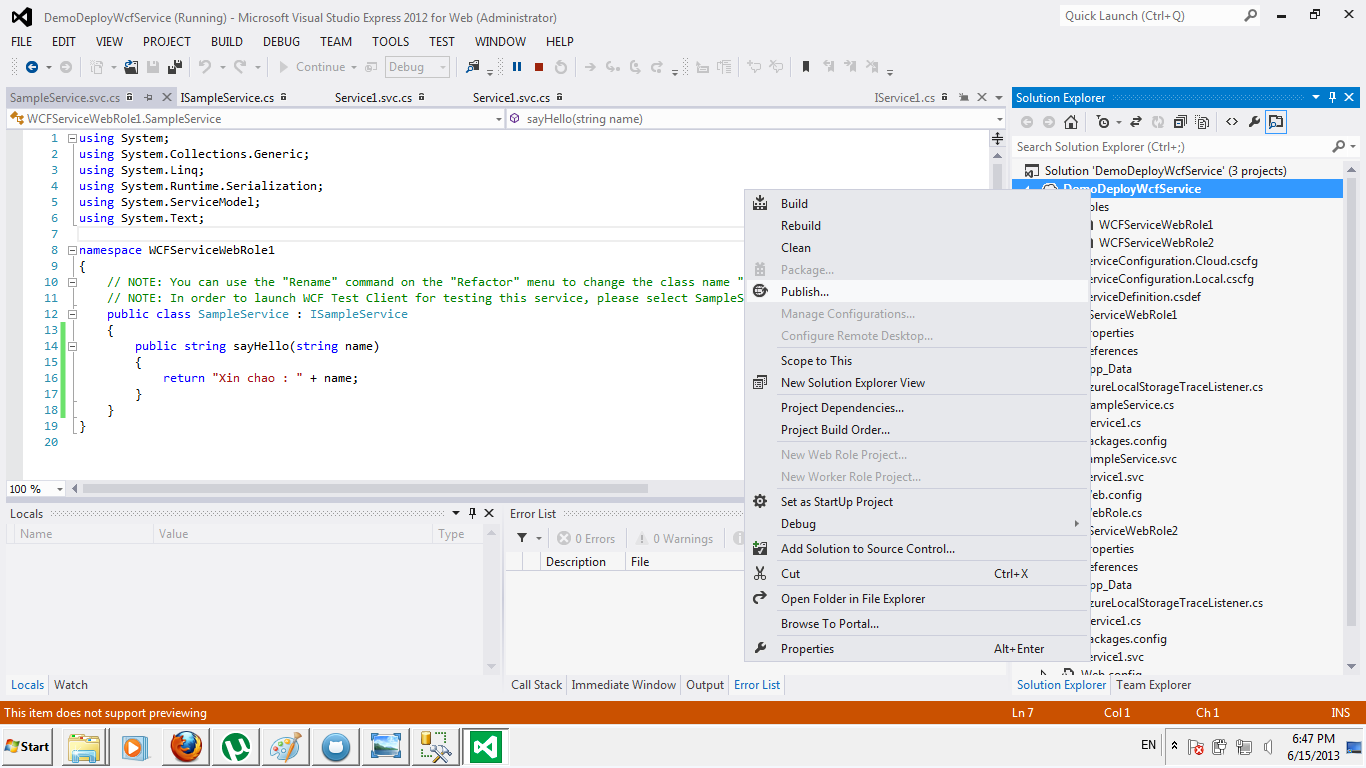 DemoDeployWcfService (Running) - Microsoft Visual Studio Express 2012 for Web (Administrator)
Quick Launch (Ctrl+Q)
FILE EDIT VIEW PROJECT BUILD DEBUG TEAM TOOLS TEST WINDOW HELP
Continue Debug
SampleService.svc.cs ISampleService.cs Service1.svc.cs Service1.svc.cs IService1.cs
WCFServiceWebRole1.SampleService sayHello(string name)
1 using System;
2 using System.Collections.Generic;
3 using System.Linq;
4 using System.Runtime.Serialization;
5 using System.ServiceModel;
6 using System.Text;
7
8 namespace WCFServiceWebRole1
9 {
10 // NOTE: You can use the "Rename" command on the "Refactor" menu to change the class name "
11 // NOTE: In order to launch WCF Test Client for testing this service, please select SampleS
12 public class SampleService : ISampleService
13 {
14 public string sayHello(string name)
15 {
16 return "Xin chao : " + name;
17 }
18 }
19 }
20
100 %
Locals
Name Value Type
Locals Watch
Error List
0 Errors 0 Warnings
Description File
Call Stack Immediate Window Output Error List
Build
Rebuild
Clean
Package...
Publish...
Manage Configurations...
Configure Remote Desktop...
Scope to This
New Solution Explorer View
Project Dependencies...
Project Build Order...
New Web Role Project...
New Worker Role Project...
Set as StartUp Project
Debug
Add Solution to Source Control...
Cut Ctrl+X
Open Folder in File Explorer
Browse To Portal...
Properties Alt+Enter
Solution Explorer
Search Solution Explorer (Ctrl+;)
Solution 'DemoDeployWcfService' (3 projects)
DemoDeployWcfService
les
WCFServiceWebRole1
WCFServiceWebRole2
erviceConfiguration.Cloud.cscfg
erviceConfiguration.Local.cscfg
erviceDefinition.csdef
ServiceWebRole1
operties
eferences
pp_Data
zureLocalStorageTraceListener.cs
ampleService.cs
ervice1.cs
ackages.config
ampleService.svc
ervice1.svc
eb.config
ebRole.cs
ServiceWebRole2
operties
eferences
pp_Data
zureLocalStorageTraceListener.cs
ervice1.cs
ackages.config
ervice1.svc
Web.config
Solution Explorer Team Explorer
This item does not support previewing Ln 7 Col 1 Ch 1 INS
Start EN 6:47 PM
6/15/2013